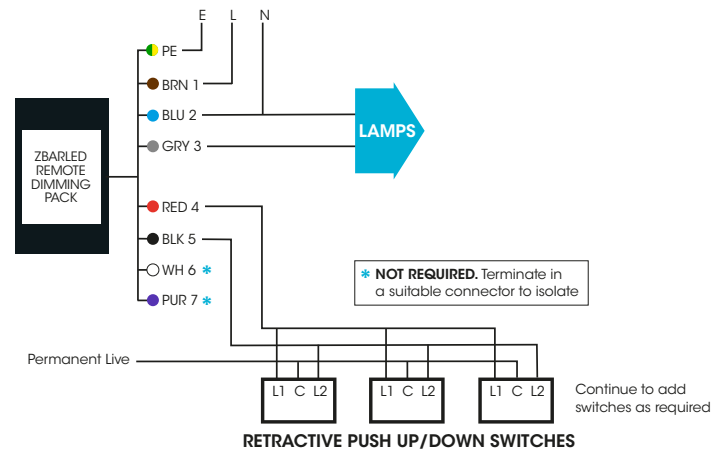 E L N
PE
BRN 1
BLU 2
GRY 3
LAMPS
ZBARLED
REMOTE
DIMMING
PACK
RED 4
BLK 5
WH 6 *
PUR 7 *
* NOT REQUIRED. Terminate in
a suitable connector to isolate
Permanent Live
L1 C L2
L1 C L2
L1 C L2
Continue to add
switches as required
RETRACTIVE PUSH UP/DOWN SWITCHES